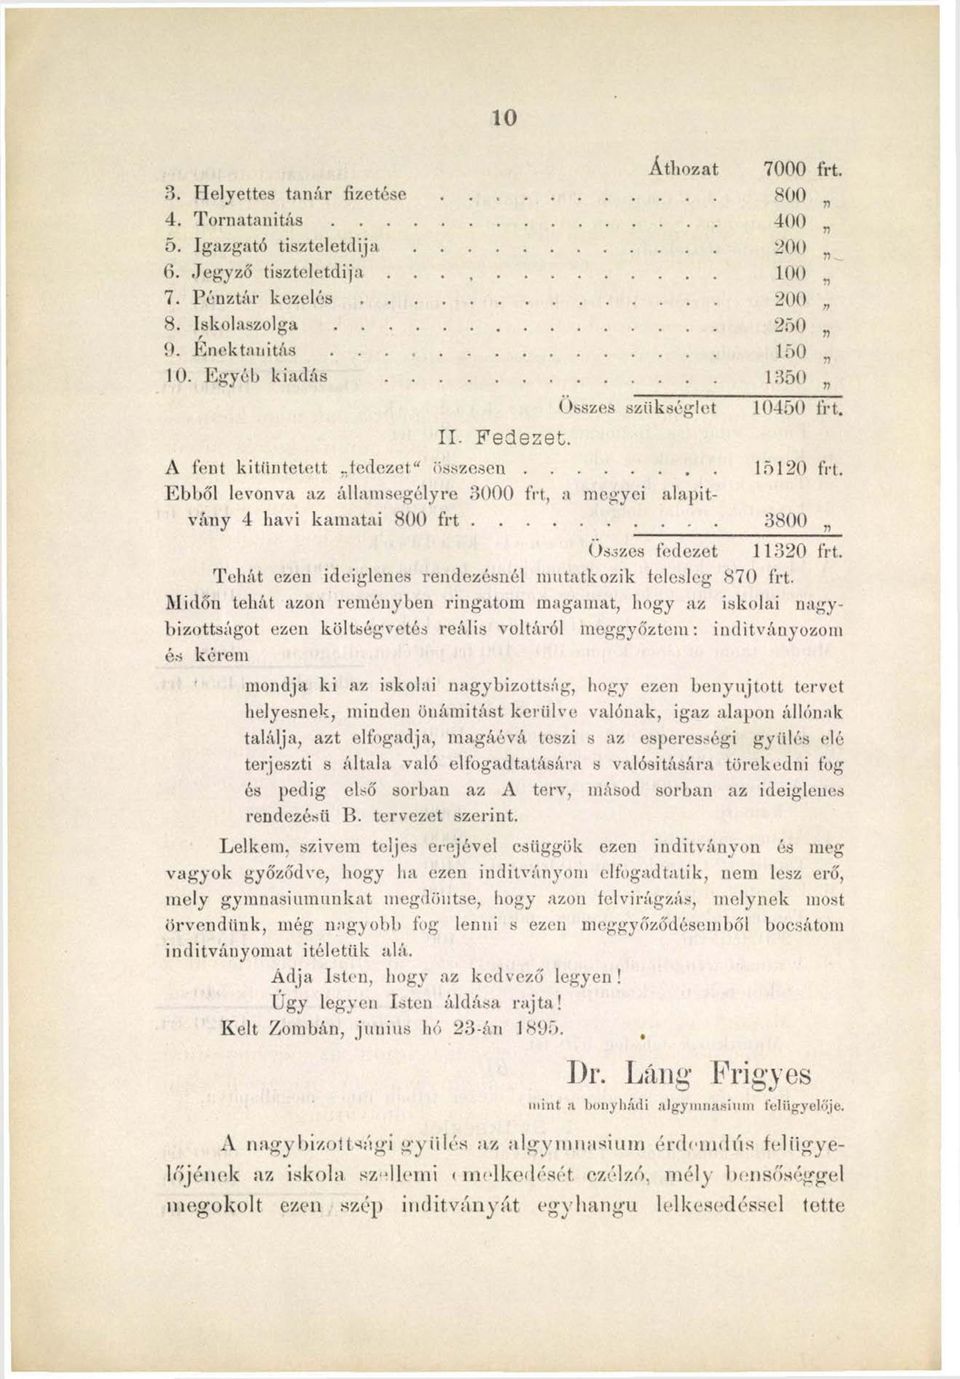 10
Áthozat 7000 frt.
3. Helyettes tanár fizetése . . . . . . . . . . . 800 „
4. Tornatanitás . . . . . . . . . . . . . . . 400 „
5. Igazgató tiszteletdija . . . . . . . . . . . . 200 „
6. Jegyző tiszteletdija . . . . . . . . . . . . . 100 „
7. Pénztár kezelés . . . . . . . . . . . . . . 200 „
8. Iskolaszolga . . . . . . . . . . . . . . . 250 „
9. Énektanitás . . . . . . . . . . . . . . . 150 „
10. Egyéb kiadás . . . . . . . . . . . . . 1350 „
Összes szükséglet 10450 frt.
II. Fedezet.
A fent kitüntetett „fedezet“ összesen . . . . . . . . 15120 frt.
Ebből levonva az államsegélyre 3000 frt, a megyei alapit-
vány 4 havi kamatai 800 frt . . . . . . . . . . 3800 „
Összes fedezet 11320 frt.
Tehát ezen ideiglenes rendezésnél mutatkozik felesleg 870 frt.
Midőn tehát azon reményben ringatom magamat, hogy az iskolai nagy-
bizottságot ezen költségvetés reális voltáról meggyőztem: inditványozom
és kérem
mondja ki az iskolai nagybizottság, hogy ezen benyujtott tervet
helyesnek, minden önámitást kerülve valónak, igaz alapon állónak
találja, azt elfogadja, magáévá teszi s az esperességi gyülés elé
terjeszti s általa való elfogadtatására s valósitására törekedni fog
és pedig első sorban az A terv, másod sorban az ideiglenes
rendezésü B. tervezet szerint.
Lelkem, szivem teljes erejével csüggök ezen inditványon és meg
vagyok győződve, hogy ha ezen inditványom elfogadtatik, nem lesz erő,
mely gymnasiumunkat megdöntse, hogy azon felvirágzás, melynek most
örvendünk, még nagyobb fog lenni s ezen meggyőződésemből bocsátom
inditványomat itéletük alá.
Adja Isten, hogy az kedvező legyen!
Úgy legyen Isten áldása rajta!
Kelt Zombán, junius hó 23-án 1895.
Dr. Láng Frigyes
mint a bonyhádi algymnasium felügyelője.
A nagybizottsági gyülés az algymnasium érdemdús felügye-
lőjének az iskola szellemi emelkedését czélzó, mély bensőséggel
megokolt ezen szép inditványát egyhangu lelkesedéssel tette